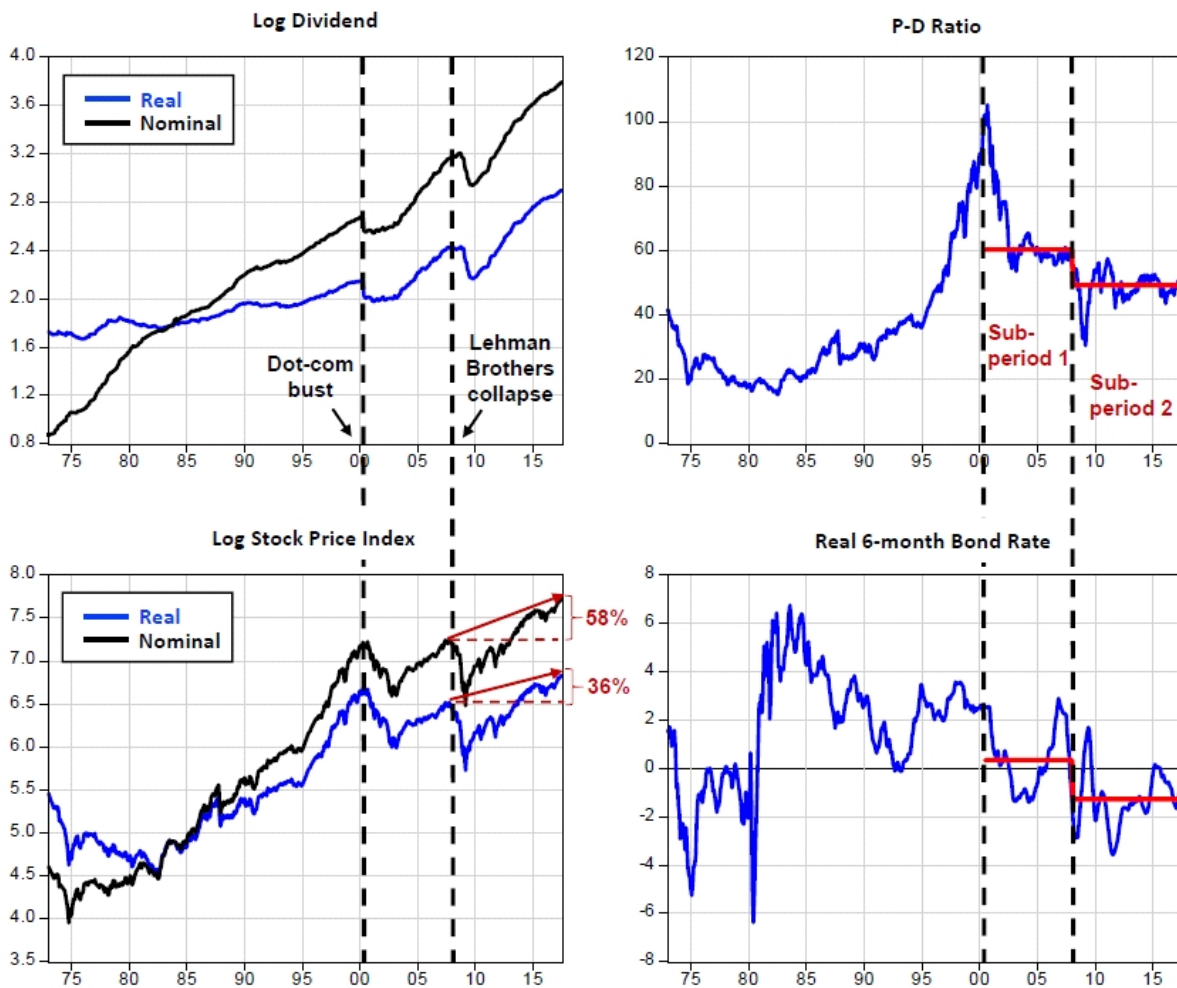 Log Dividend
4.0
3.6
3.2
2.8
2.4
2.0
1.6
1.2
0.8
Real
Nominal
Dot-com
bust
Lehman
Brothers
collapse
75 80 85 90 95 00 05 10 15
P-D Ratio
120
100
80
60
40
20
0
Sub-
period 1
Sub-
period 2
75 80 85 90 95 00 05 10 15
Log Stock Price Index
8.0
7.5
7.0
6.5
6.0
5.5
5.0
4.5
4.0
3.5
Real
Nominal
58%
36%
75 80 85 90 95 00 05 10 15
Real 6-month Bond Rate
8
6
4
2
0
-2
-4
-6
-8
75 80 85 90 95 00 05 10 15